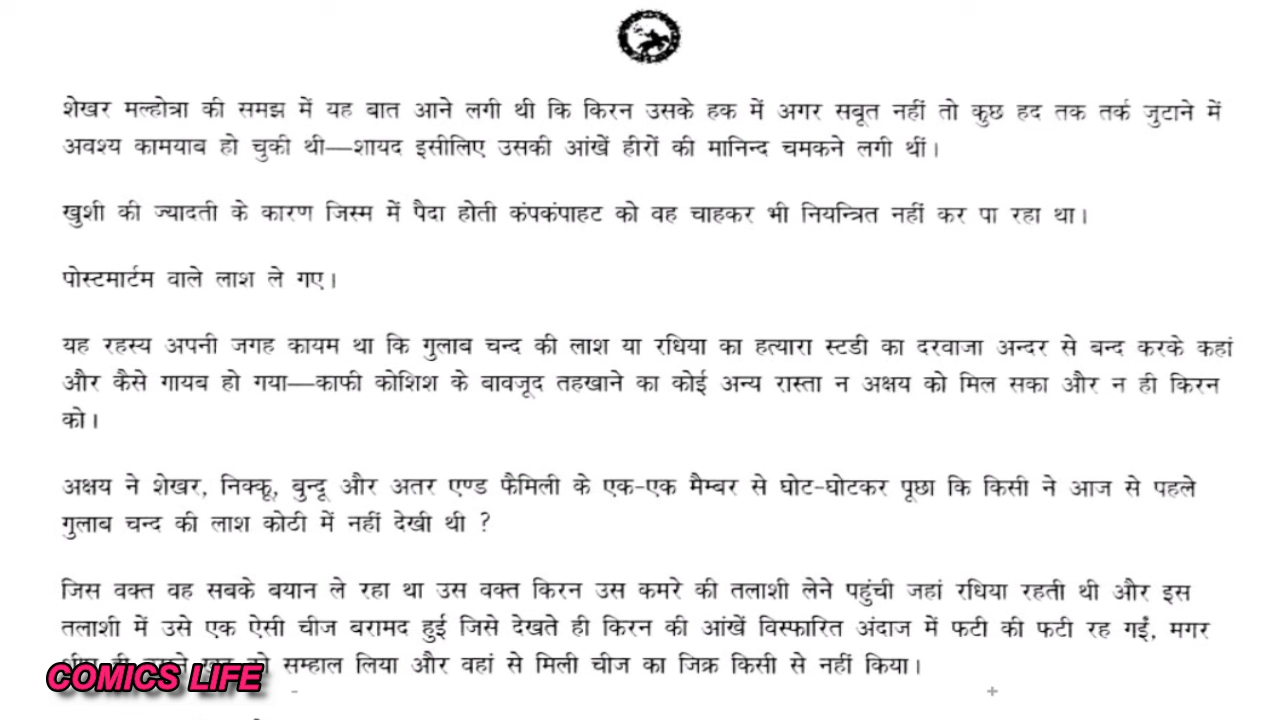 शेखर मल्होत्रा की समझ में यह बात आने लगी थी कि किरन उसके हक में अगर सबूत नहीं तो कुछ हद तक तर्क जुटाने में
अवश्य कामयाब हो चुकी थी—शायद इसीलिए उसकी आंखें हीरों की मानिन्द चमकने लगी थीं।
खुशी की ज्यादती के कारण जिस्म में पैदा होती कंपकंपाहट को वह चाहकर भी नियन्त्रित नहीं कर पा रहा था।
पोस्टमार्टम वाले लाश ले गए।
यह रहस्य अपनी जगह कायम था कि गुलाब चन्द की लाश या रधिया का हत्यारा स्टडी का दरवाजा अन्दर से बन्द करके कहां
और कैसे गायब हो गया—काफी कोशिश के बावजूद तहखाने का कोई अन्य रास्ता न अक्षय को मिल सका और न ही किरन
को।
अक्षय ने शेखर, निक्कू, बुन्दू और अतर एण्ड फैमिली के एक-एक मैम्बर से घोट-घोटकर पूछा कि किसी ने आज से पहले
गुलाब चन्द की लाश कोटी में नहीं देखी थी ?
जिस वक्त वह सबके बयान ले रहा था उस वक्त किरन उस कमरे की तलाशी लेने पहुंची जहां रधिया रहती थी और इस
तलाशी में उसे एक ऐसी चीज बरामद हुई जिसे देखते ही किरन की आंखें विस्फारित अंदाज में फटी की फटी रह गईं, मगर
सम्हाल लिया और वहां से मिली चीज का जिक्र किसी से नहीं किया।
COMICS LIFE